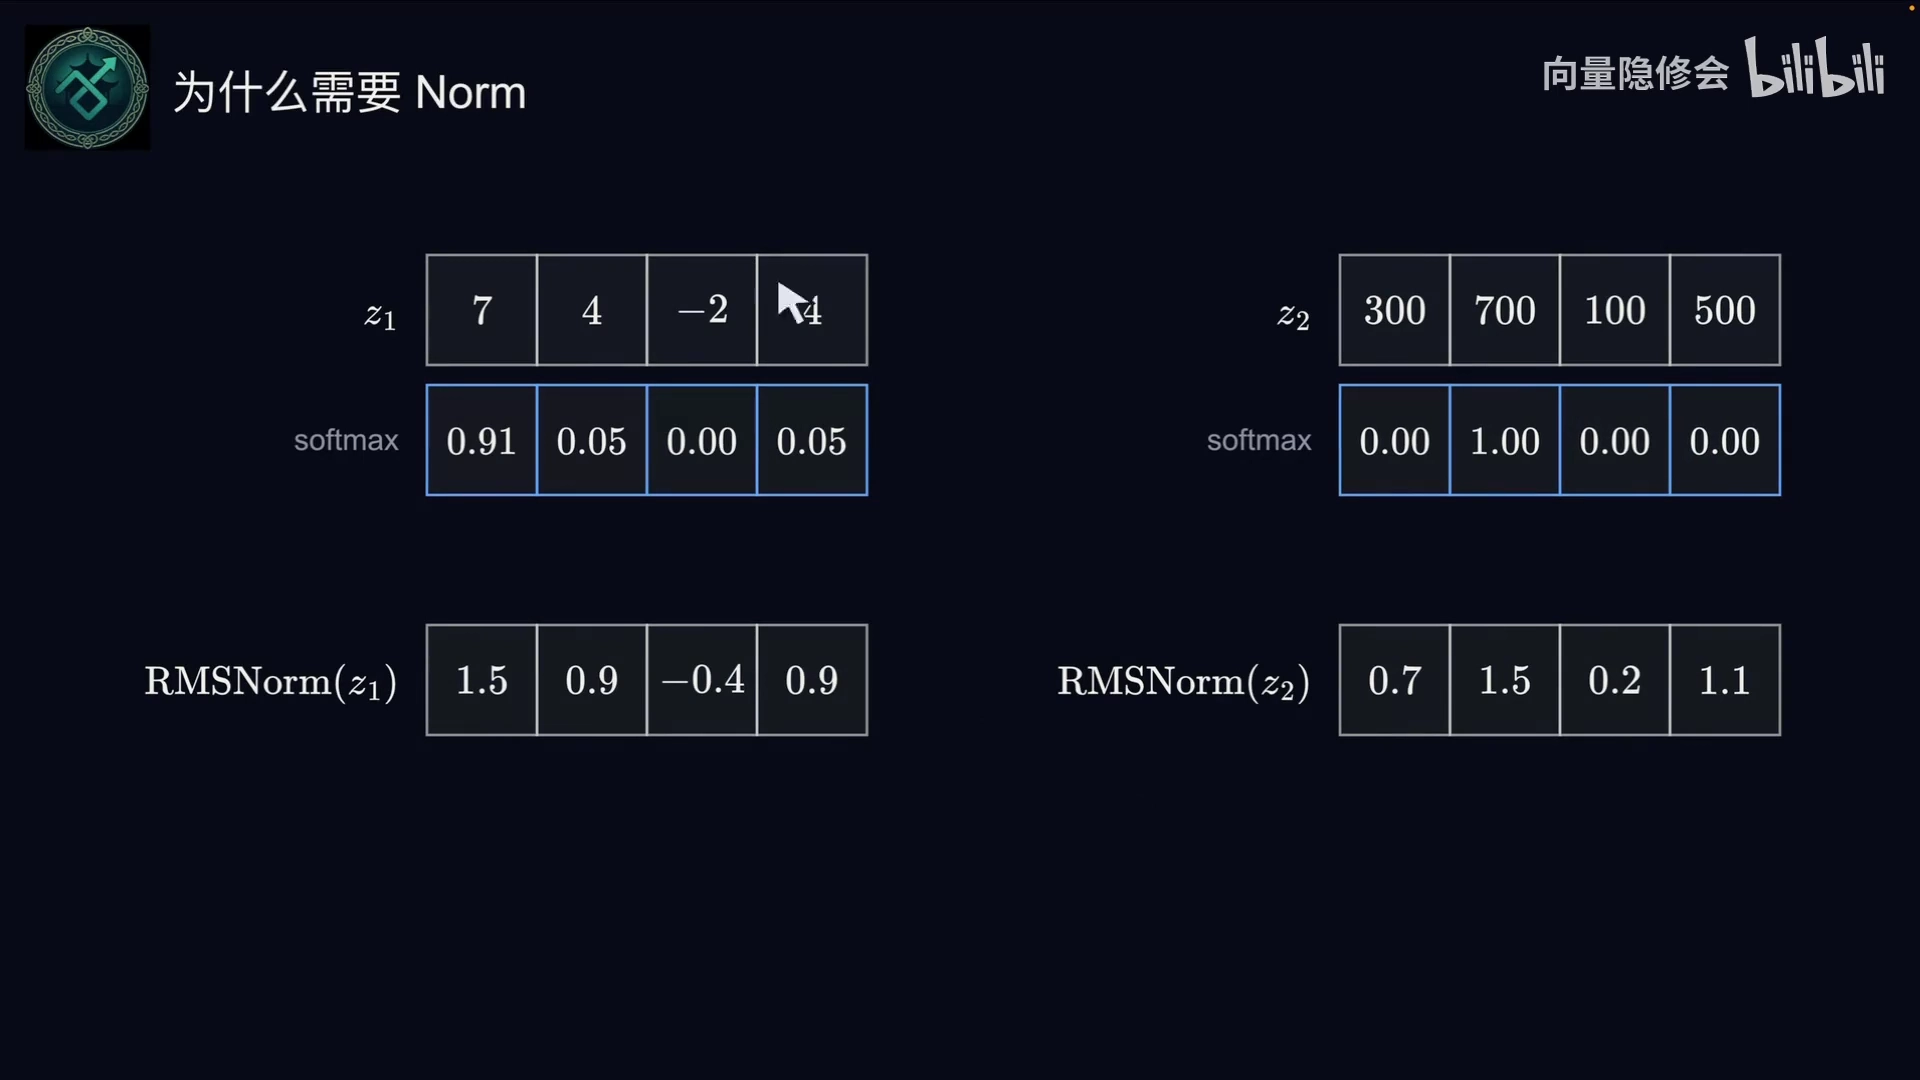 为什么需要 Norm
向量隐修会 bilibili
z₁ 7 4 −2 4
softmax 0.91 0.05 0.00 0.05
RMSNorm(z₁) 1.5 0.9 −0.4 0.9
z₂ 300 700 100 500
softmax 0.00 1.00 0.00 0.00
RMSNorm(z₂) 0.7 1.5 0.2 1.1